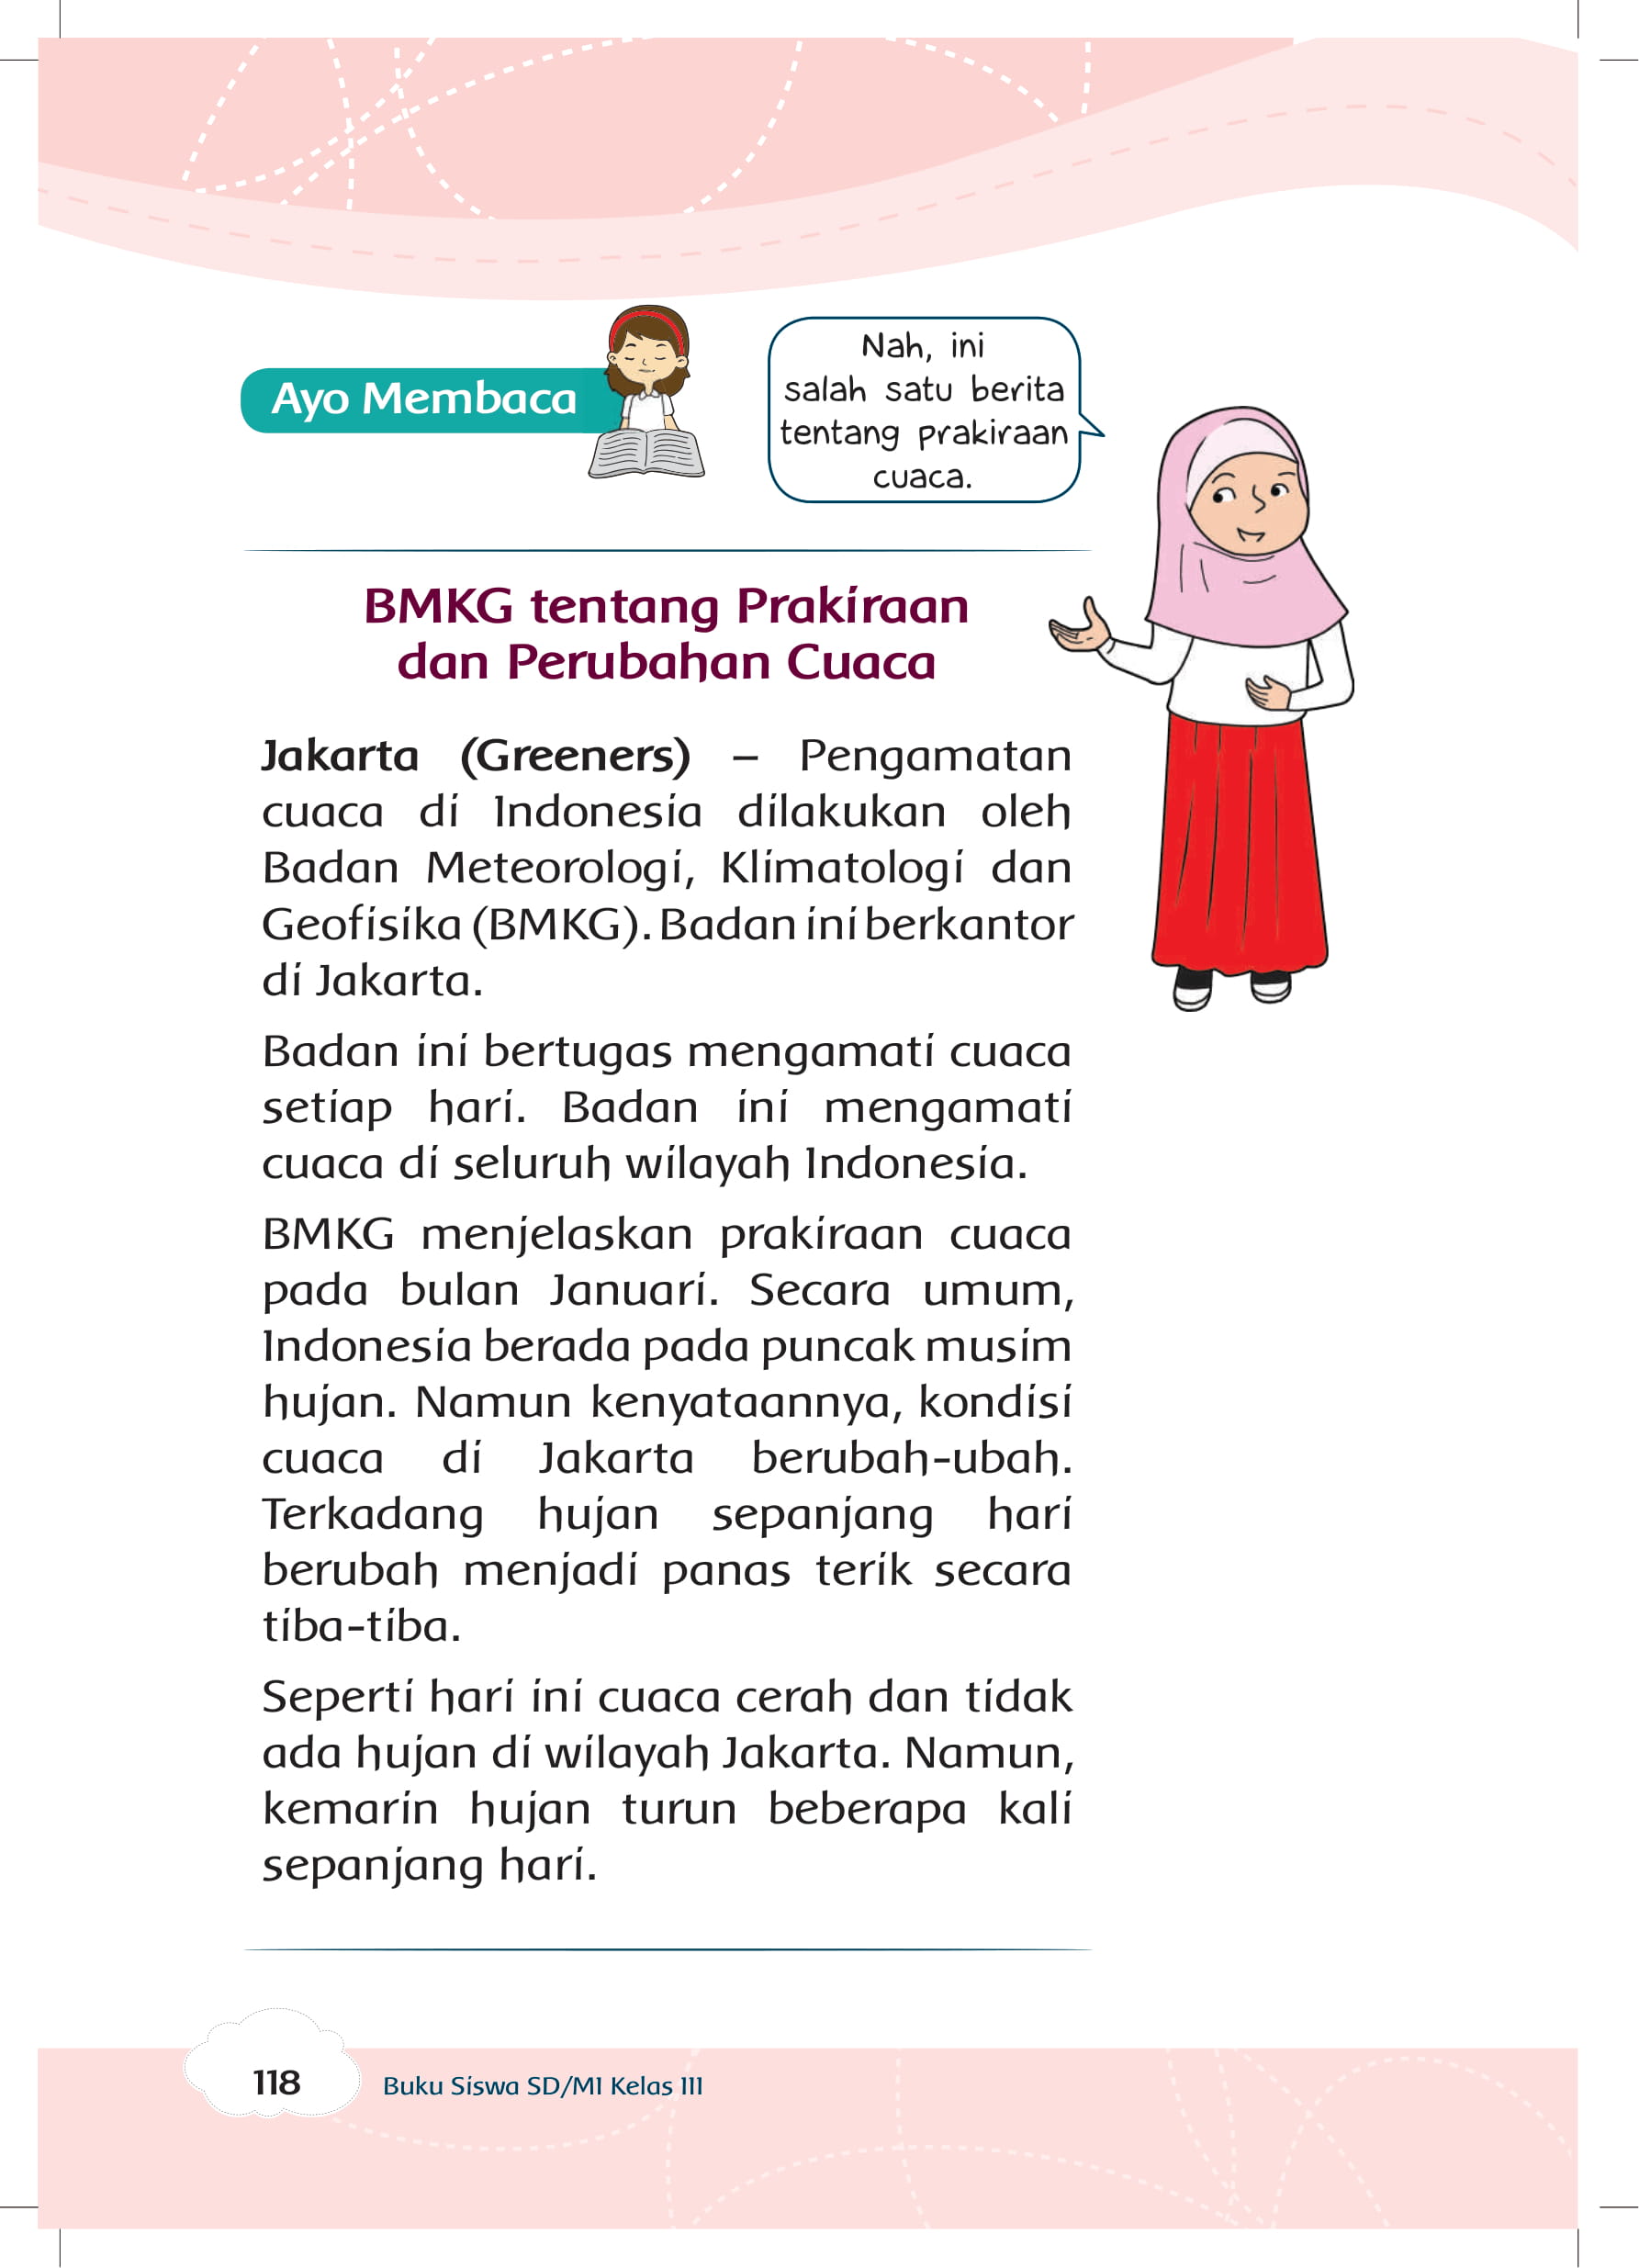 Ayo Membaca
Nah, ini
salah satu berita
tentang prakiraan
cuaca.
BMKG tentang Prakiraan
dan Perubahan Cuaca
Jakarta (Greeners) – Pengamatan
cuaca di Indonesia dilakukan oleh
Badan Meteorologi, Klimatologi dan
Geofisika (BMKG). Badan ini berkantor
di Jakarta.
Badan ini bertugas mengamati cuaca
setiap hari. Badan ini mengamati
cuaca di seluruh wilayah Indonesia.
BMKG menjelaskan prakiraan cuaca
pada bulan Januari. Secara umum,
Indonesia berada pada puncak musim
hujan. Namun kenyataannya, kondisi
cuaca di Jakarta berubah-ubah.
Terkadang hujan sepanjang hari
berubah menjadi panas terik secara
tiba-tiba.
Seperti hari ini cuaca cerah dan tidak
ada hujan di wilayah Jakarta. Namun,
kemarin hujan turun beberapa kali
sepanjang hari.
118
Buku Siswa SD/MI Kelas III